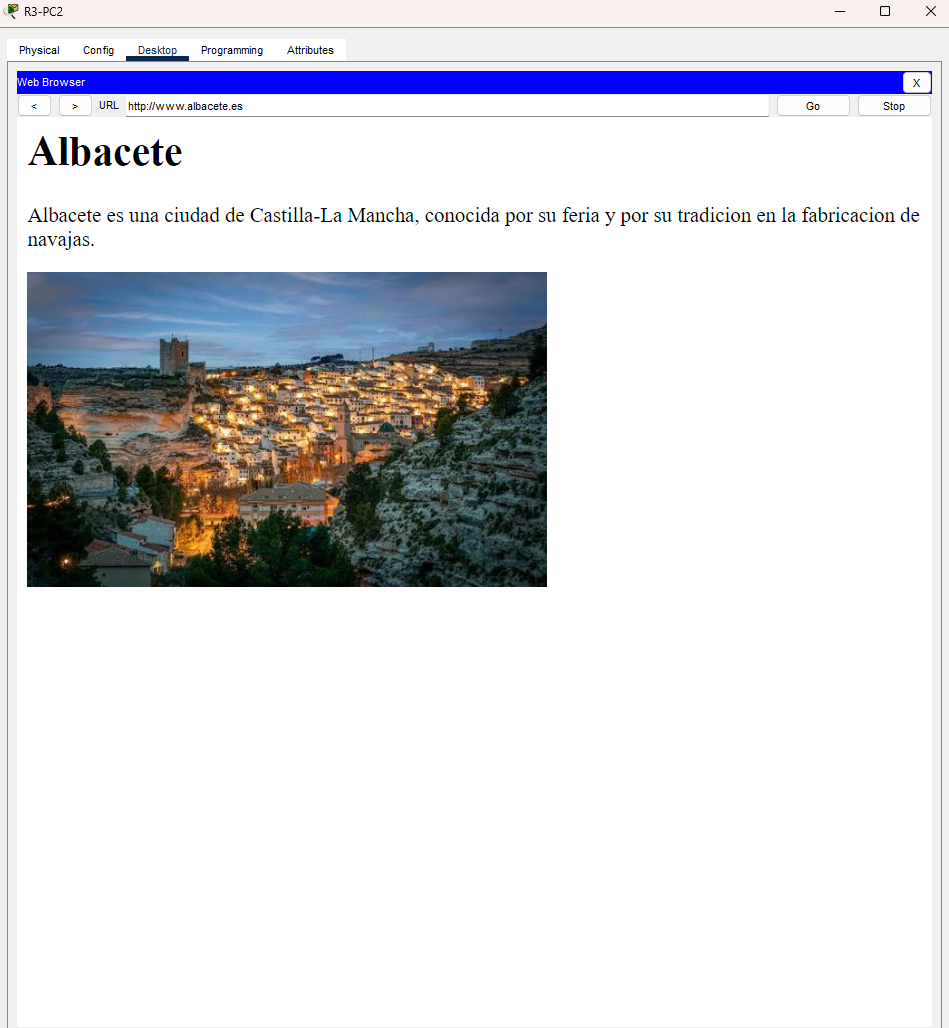 R3-PC2
Physical Config Desktop Programming Attributes
Web Browser
X
< > URL http://www.albacete.es Go Stop
Albacete
Albacete es una ciudad de Castilla-La Mancha, conocida por su feria y por su tradicion en la fabricacion de
navajas.